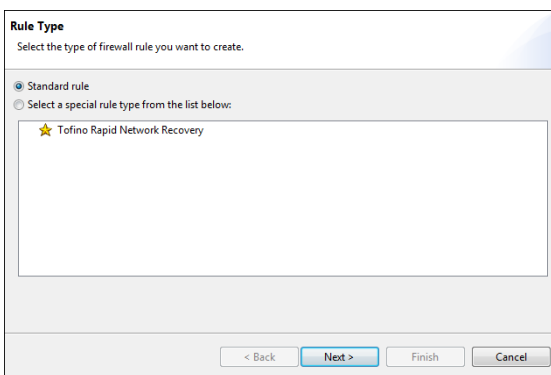 Rule Type
Select the type of firewall rule you want to create.
Standard rule
Select a special rule type from the list below:
Tofino Rapid Network Recovery
< Back Next > Finish Cancel